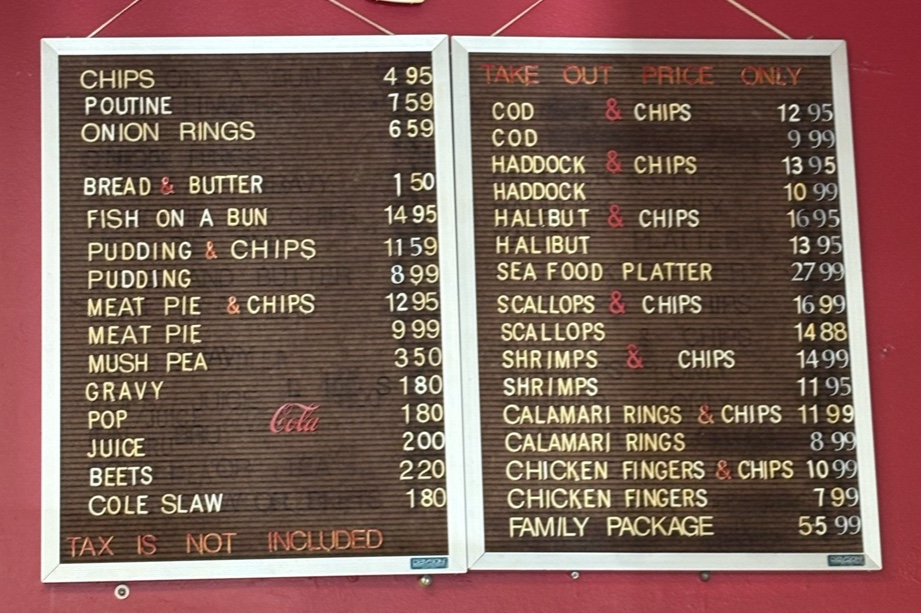 CHIPS 4 95
POUTINE 7 59
ONION RINGS 6 59
BREAD & BUTTER 1 50
FISH ON A BUN 14 95
PUDDING & CHIPS 11 59
PUDDING 8 99
MEAT PIE & CHIPS 12 95
MEAT PIE 9 99
MUSH PEA 3 50
GRAVY 1 80
POP Cola 1 80
JUICE 2 00
BEETS 2 20
COLE SLAW 1 80
TAX IS NOT INCLUDED
TAKE OUT PRICE ONLY
COD & CHIPS 12 95
COD 9 99
HADDOCK & CHIPS 13 95
HADDOCK 10 99
HALIBUT & CHIPS 16 95
HALIBUT 13 95
SEA FOOD PLATTER 27 99
SCALLOPS & CHIPS 16 99
SCALLOPS 14 88
SHRIMPS & CHIPS 14 99
SHRIMPS 11 95
CALAMARI RINGS & CHIPS 11 99
CALAMARI RINGS 8 99
CHICKEN FINGERS & CHIPS 10 99
CHICKEN FINGERS 7 99
FAMILY PACKAGE 55 99